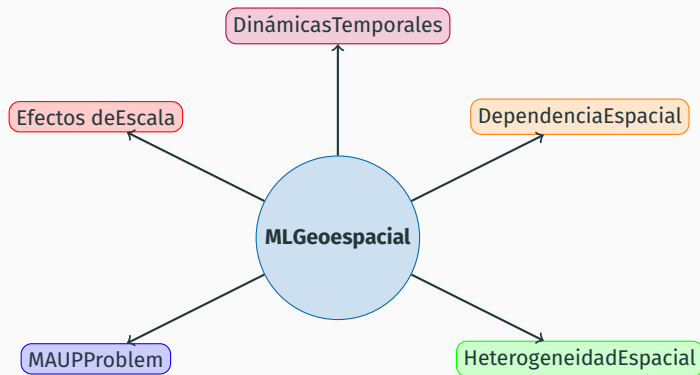 DinámicasTemporales
Efectos deEscala
DependenciaEspacial
MLGeoespacial
MAUPProblem
HeterogeneidadEspacial